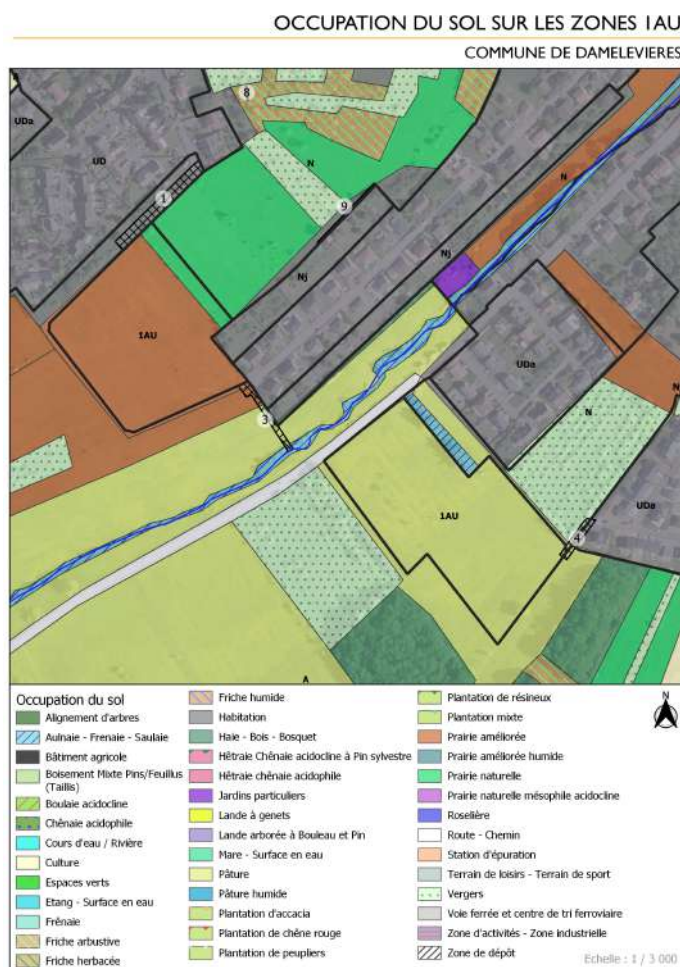 OCCUPATION DU SOL SUR LES ZONES 1AU
COMMUNE DE DAMELEVIERES
UDa
8
UD
N
1
N
9
Nj
Nj
1AU
UDa
N
N
3
1AU
UDa
4
A
Occupation du sol
Alignement d'arbres
Aulnaie - Frenaie - Saulaie
Bâtiment agricole
Boisement Mixte Pins/Feuillus
(Taillis)
Boulaie acidocline
Chênaie acidophile
Cours d'eau / Rivière
Culture
Espaces verts
Etang - Surface en eau
Frênaie
Friche arbustive
Friche herbacée
Friche humide
Habitation
Haie - Bois - Bosquet
Hêtraie Chênaie acidocline à Pin sylvestre
Hêtraie chênaie acidophile
Jardins particuliers
Lande à genets
Lande arborée à Bouleau et Pin
Mare - Surface en eau
Pâture
Pâture humide
Plantation d'accacia
Plantation de chêne rouge
Plantation de peupliers
Plantation de résineux
Plantation mixte
Prairie améliorée
Prairie améliorée humide
Prairie naturelle
Prairie naturelle mésophile acidocline
Roselière
Route - Chemin
Station d'épuration
Terrain de loisirs - Terrain de sport
Vergers
Voie ferrée et centre de tri ferroviaire
Zone d'activités - Zone industrielle
Zone de dépôt
N
Echelle : 1 / 3 000